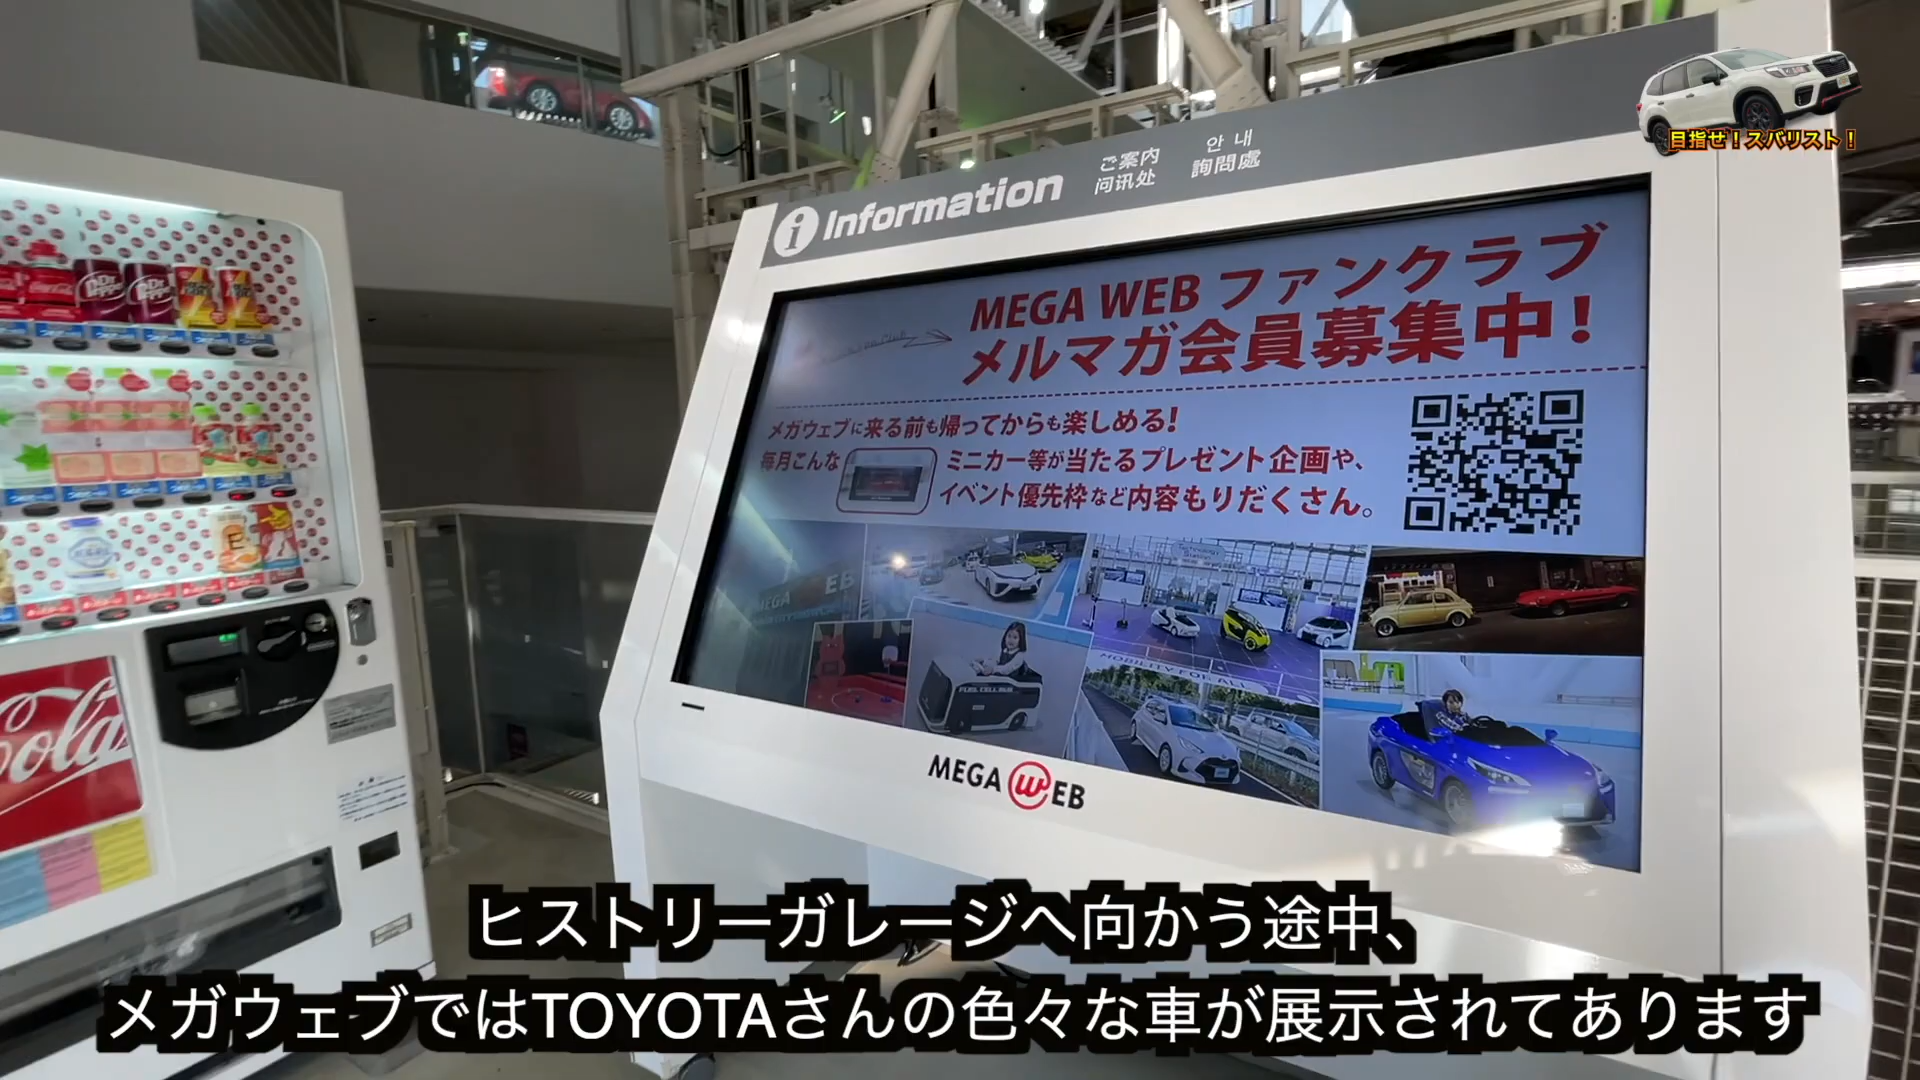 目指せ！スバリスト！
i Information
ご案内
안내
问讯处
詢問處
MEGA WEB ファンクラブ
メルマガ会員募集中！
メガウェブに来る前も帰ってからも楽しめる！
毎月こんな
ミニカー等が当たるプレゼント企画や、
イベント優先枠など内容もりだくさん。
MEGA WEB
FUEL CELL BUS
MOBILITY FOR ALL
MEGA WEB
Coca-Cola
Dr Pepper
Cola
ヒストリーガレージへ向かう途中、
メガウェブではTOYOTAさんの色々な車が展示されてあります